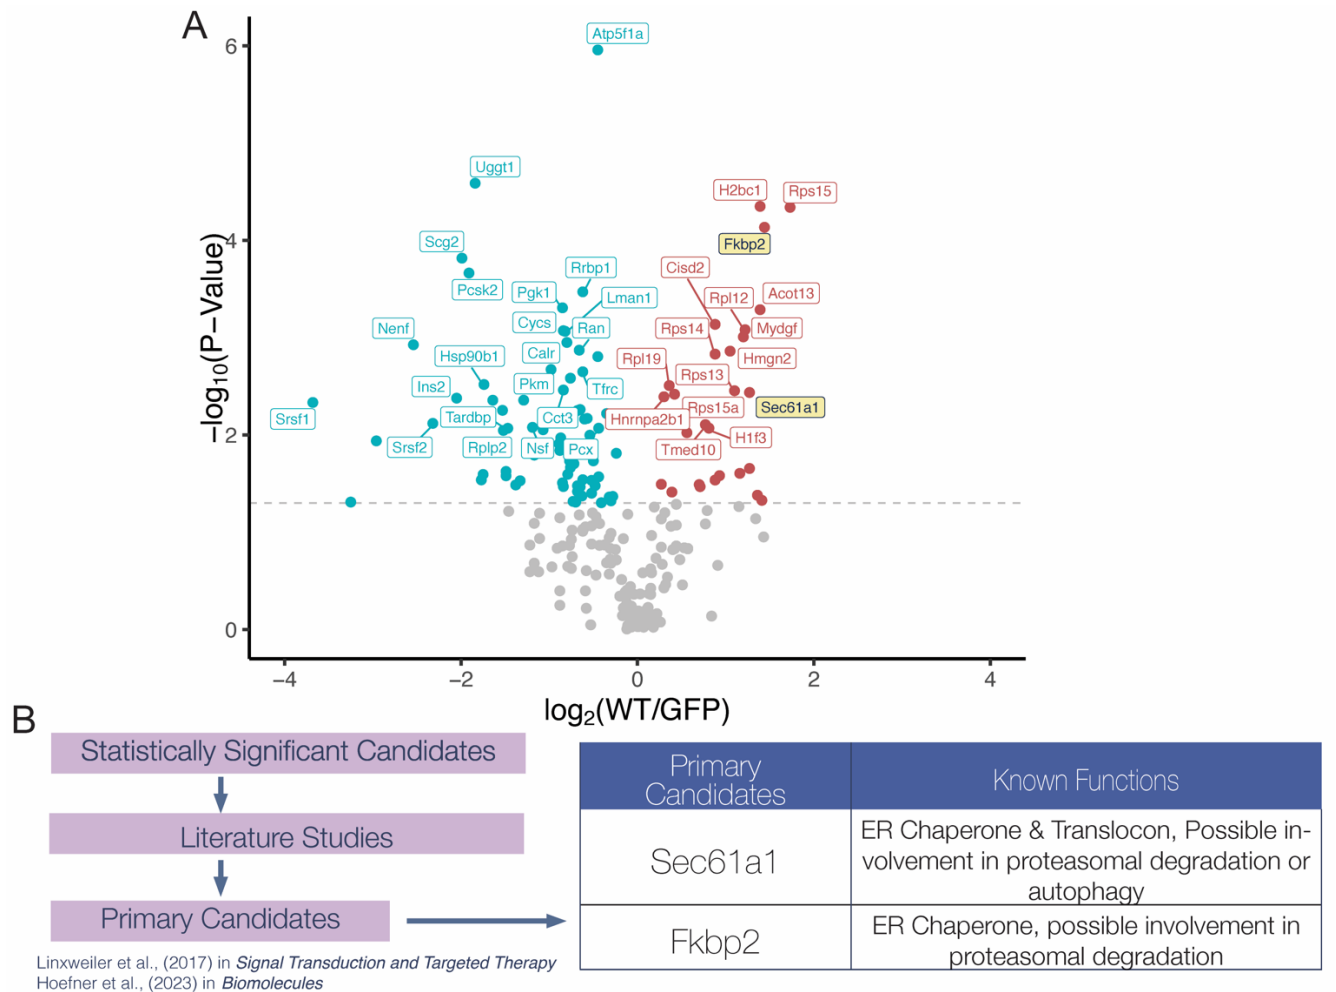 A
6
4
2
0
−log10(P−Value)
Atp5f1a
Uggt1
H2bc1
Rps15
Scg2
Fkbp2
Pcsk2
Rrbp1
Cisd2
Pgk1
Lman1
Rpl12
Acot13
Nenf
Cycs
Ran
Rps14
Mydgf
Hsp90b1
Calr
Rpl19
Hmgn2
Ins2
Pkm
Tfrc
Rps13
Srsf1
Tardbp
Cct3
Hnrnpa2b1
Rps15a
Sec61a1
Srsf2
Rplp2
Nsf
Pcx
Tmed10
H1f3
−4
−2
0
2
4
log2(WT/GFP)
B
Statistically Significant Candidates
Literature Studies
Primary Candidates
Linxweiler et al., (2017) in Signal Transduction and Targeted Therapy
Hoefner et al., (2023) in Biomolecules
Primary
Candidates
Known Functions
Sec61a1
ER Chaperone & Translocon, Possible in-
volvement in proteasomal degradation or
autophagy
Fkbp2
ER Chaperone, possible involvement in
proteasomal degradation